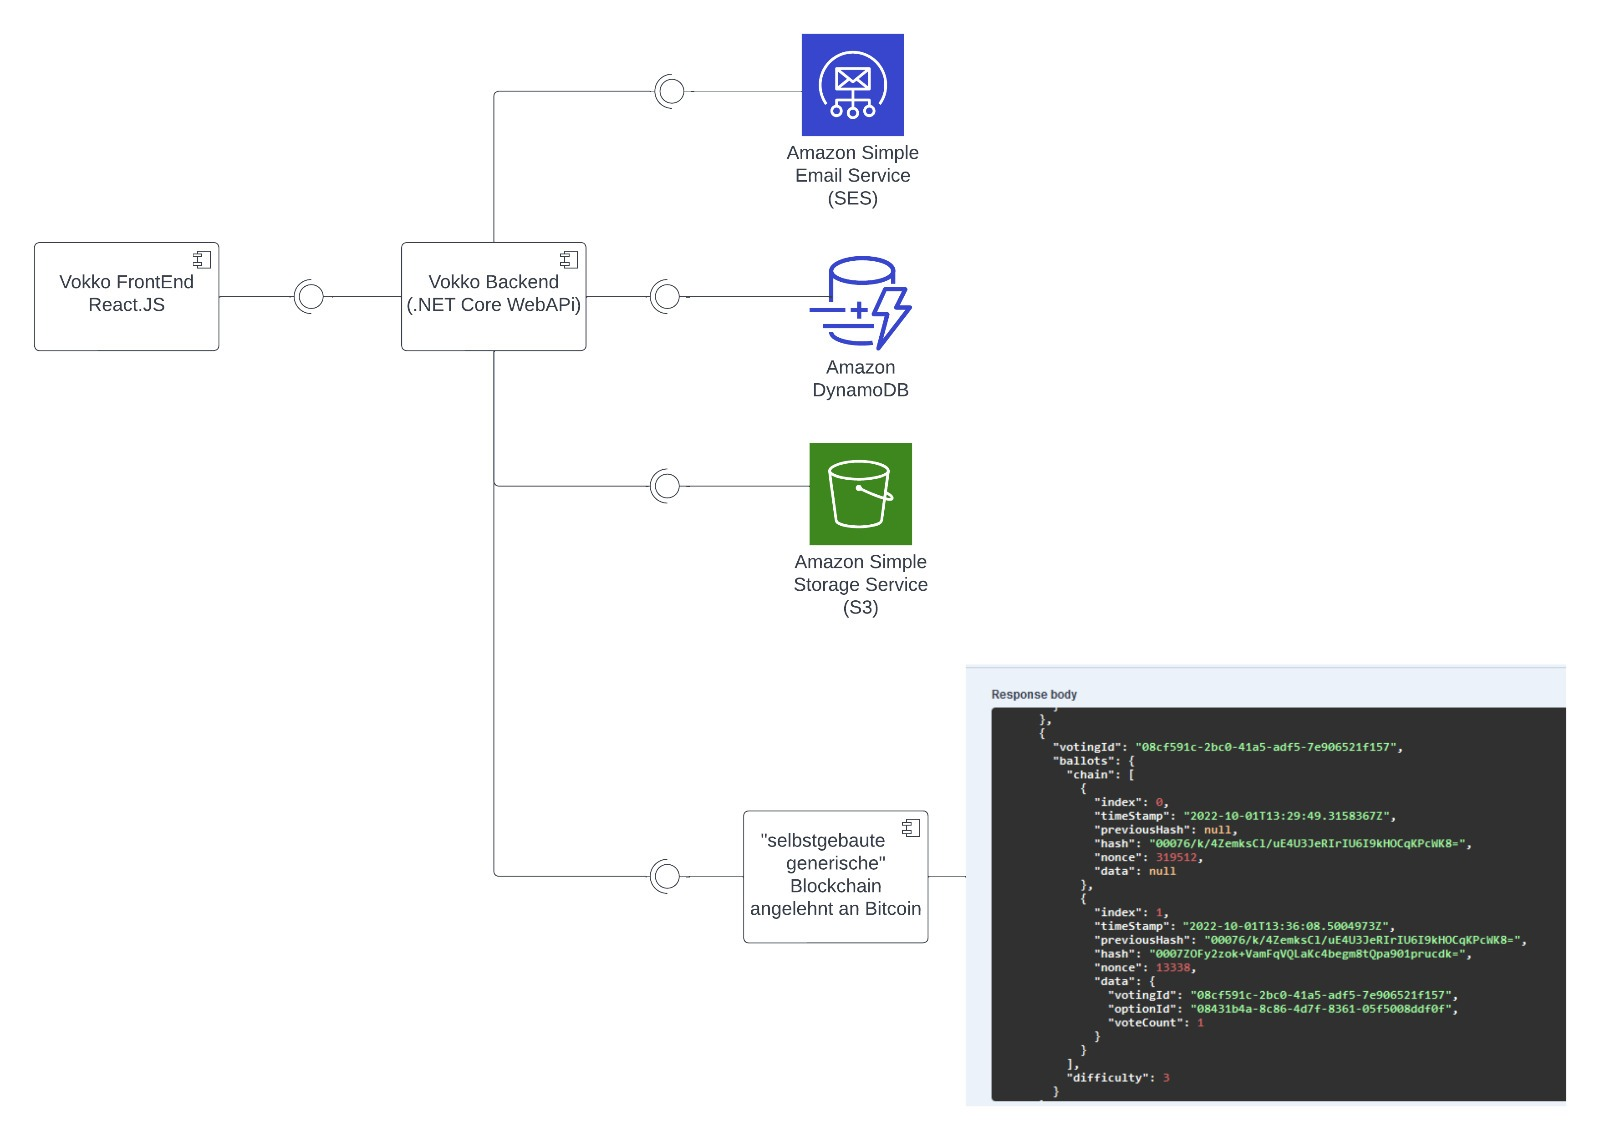 Amazon Simple
Email Service
(SES)
Vokko FrontEnd
React.JS
Vokko Backend
(.NET Core WebAPi)
Amazon
DynamoDB
Amazon Simple
Storage Service
(S3)
"selbstgebaute
generische"
Blockchain
angelehnt an Bitcoin
Response body
},
{
"votingId": "08cf591c-2bc0-41a5-adf5-7e906521f157",
"ballots": {
"chain": [
{
"index": 0,
"timeStamp": "2022-10-01T13:29:49.3158367Z",
"previousHash": null,
"hash": "00076/k/4ZemksCl/uE4U3JeRIrIU6I9kHOCqKPcWK8=",
"nonce": 319512,
"data": null
},
{
"index": 1,
"timeStamp": "2022-10-01T13:36:08.5004973Z",
"previousHash": "00076/k/4ZemksCl/uE4U3JeRIrIU6I9kHOCqKPcWK8=",
"hash": "0007ZOFy2zok+VamFqVQLaKc4begm8tQpa901prucdk=",
"nonce": 13338,
"data": {
"votingId": "08cf591c-2bc0-41a5-adf5-7e906521f157",
"optionId": "08431b4a-8c86-4d7f-8361-05f5008ddf0f",
"voteCount": 1
}
}
],
"difficulty": 3
}